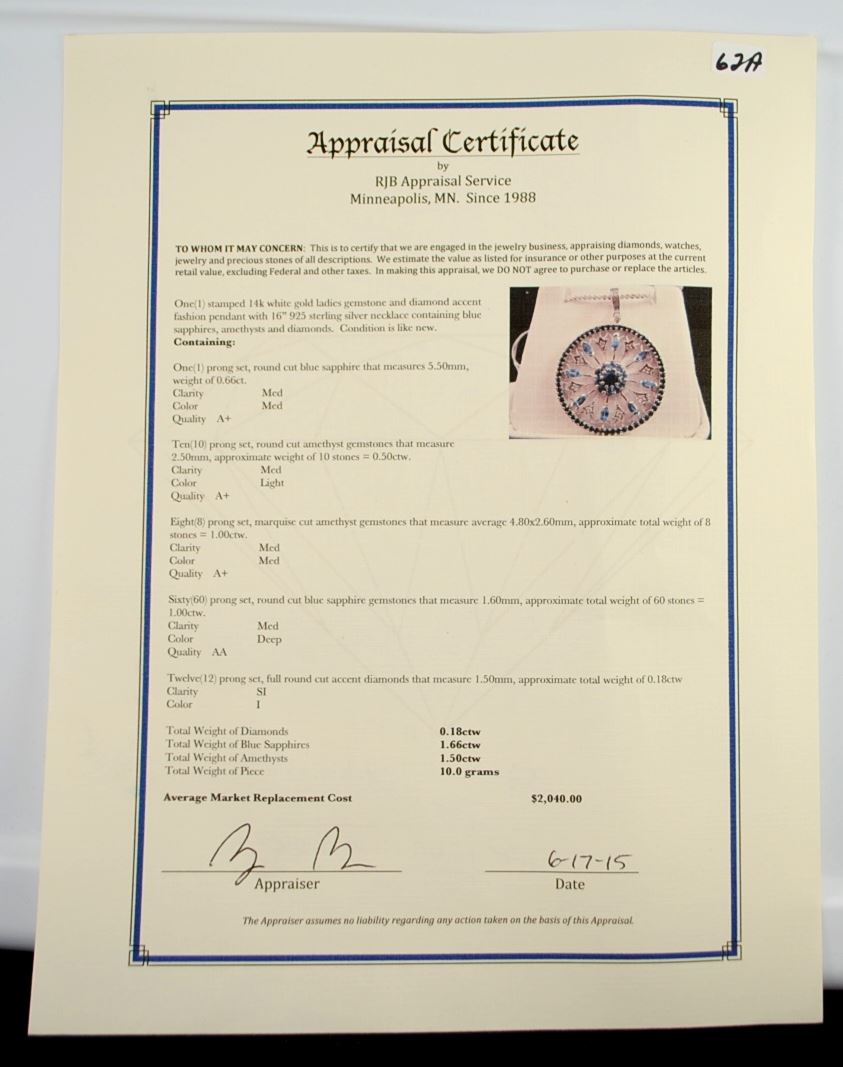 62A
Appraisal Certificate
by
RJB Appraisal Service
Minneapolis, MN. Since 1988
TO WHOM IT MAY CONCERN: This is to certify that we are engaged in the jewelry business, appraising diamonds, watches,
jewelry and precious stones of all descriptions. We estimate the value as listed for insurance or other purposes at the current
retail value, excluding Federal and other taxes. In making this appraisal, we DO NOT agree to purchase or replace the articles.
One(1) stamped 14k white gold ladies gemstone and diamond accent
fashion pendant with 16" 925 sterling silver necklace containing blue
sapphires, amethysts and diamonds. Condition is like new.
Containing:
One(1) prong set, round cut blue sapphire that measures 5.50mm,
weight of 0.66ct.
Clarity Med
Color Med
Quality A+
Ten(10) prong set, round cut amethyst gemstones that measure
2.50mm, approximate weight of 10 stones = 0.50ctw.
Clarity Med
Color Light
Quality A+
Eight(8) prong set, marquise cut amethyst gemstones that measure average 4.80x2.60mm, approximate total weight of 8
stones = 1.00ctw.
Clarity Med
Color Med
Quality A+
Sixty(60) prong set, round cut blue sapphire gemstones that measure 1.60mm, approximate total weight of 60 stones =
1.00ctw.
Clarity Med
Color Deep
Quality AA
Twelve(12) prong set, full round cut accent diamonds that measure 1.50mm, approximate total weight of 0.18ctw
Clarity SI
Color I
Total Weight of Diamonds 0.18ctw
Total Weight of Blue Sapphires 1.66ctw
Total Weight of Amethysts 1.50ctw
Total Weight of Piece 10.0 grams
Average Market Replacement Cost $2,040.00
6-17-15
Appraiser Date
The Appraiser assumes no liability regarding any action taken on the basis of this Appraisal.